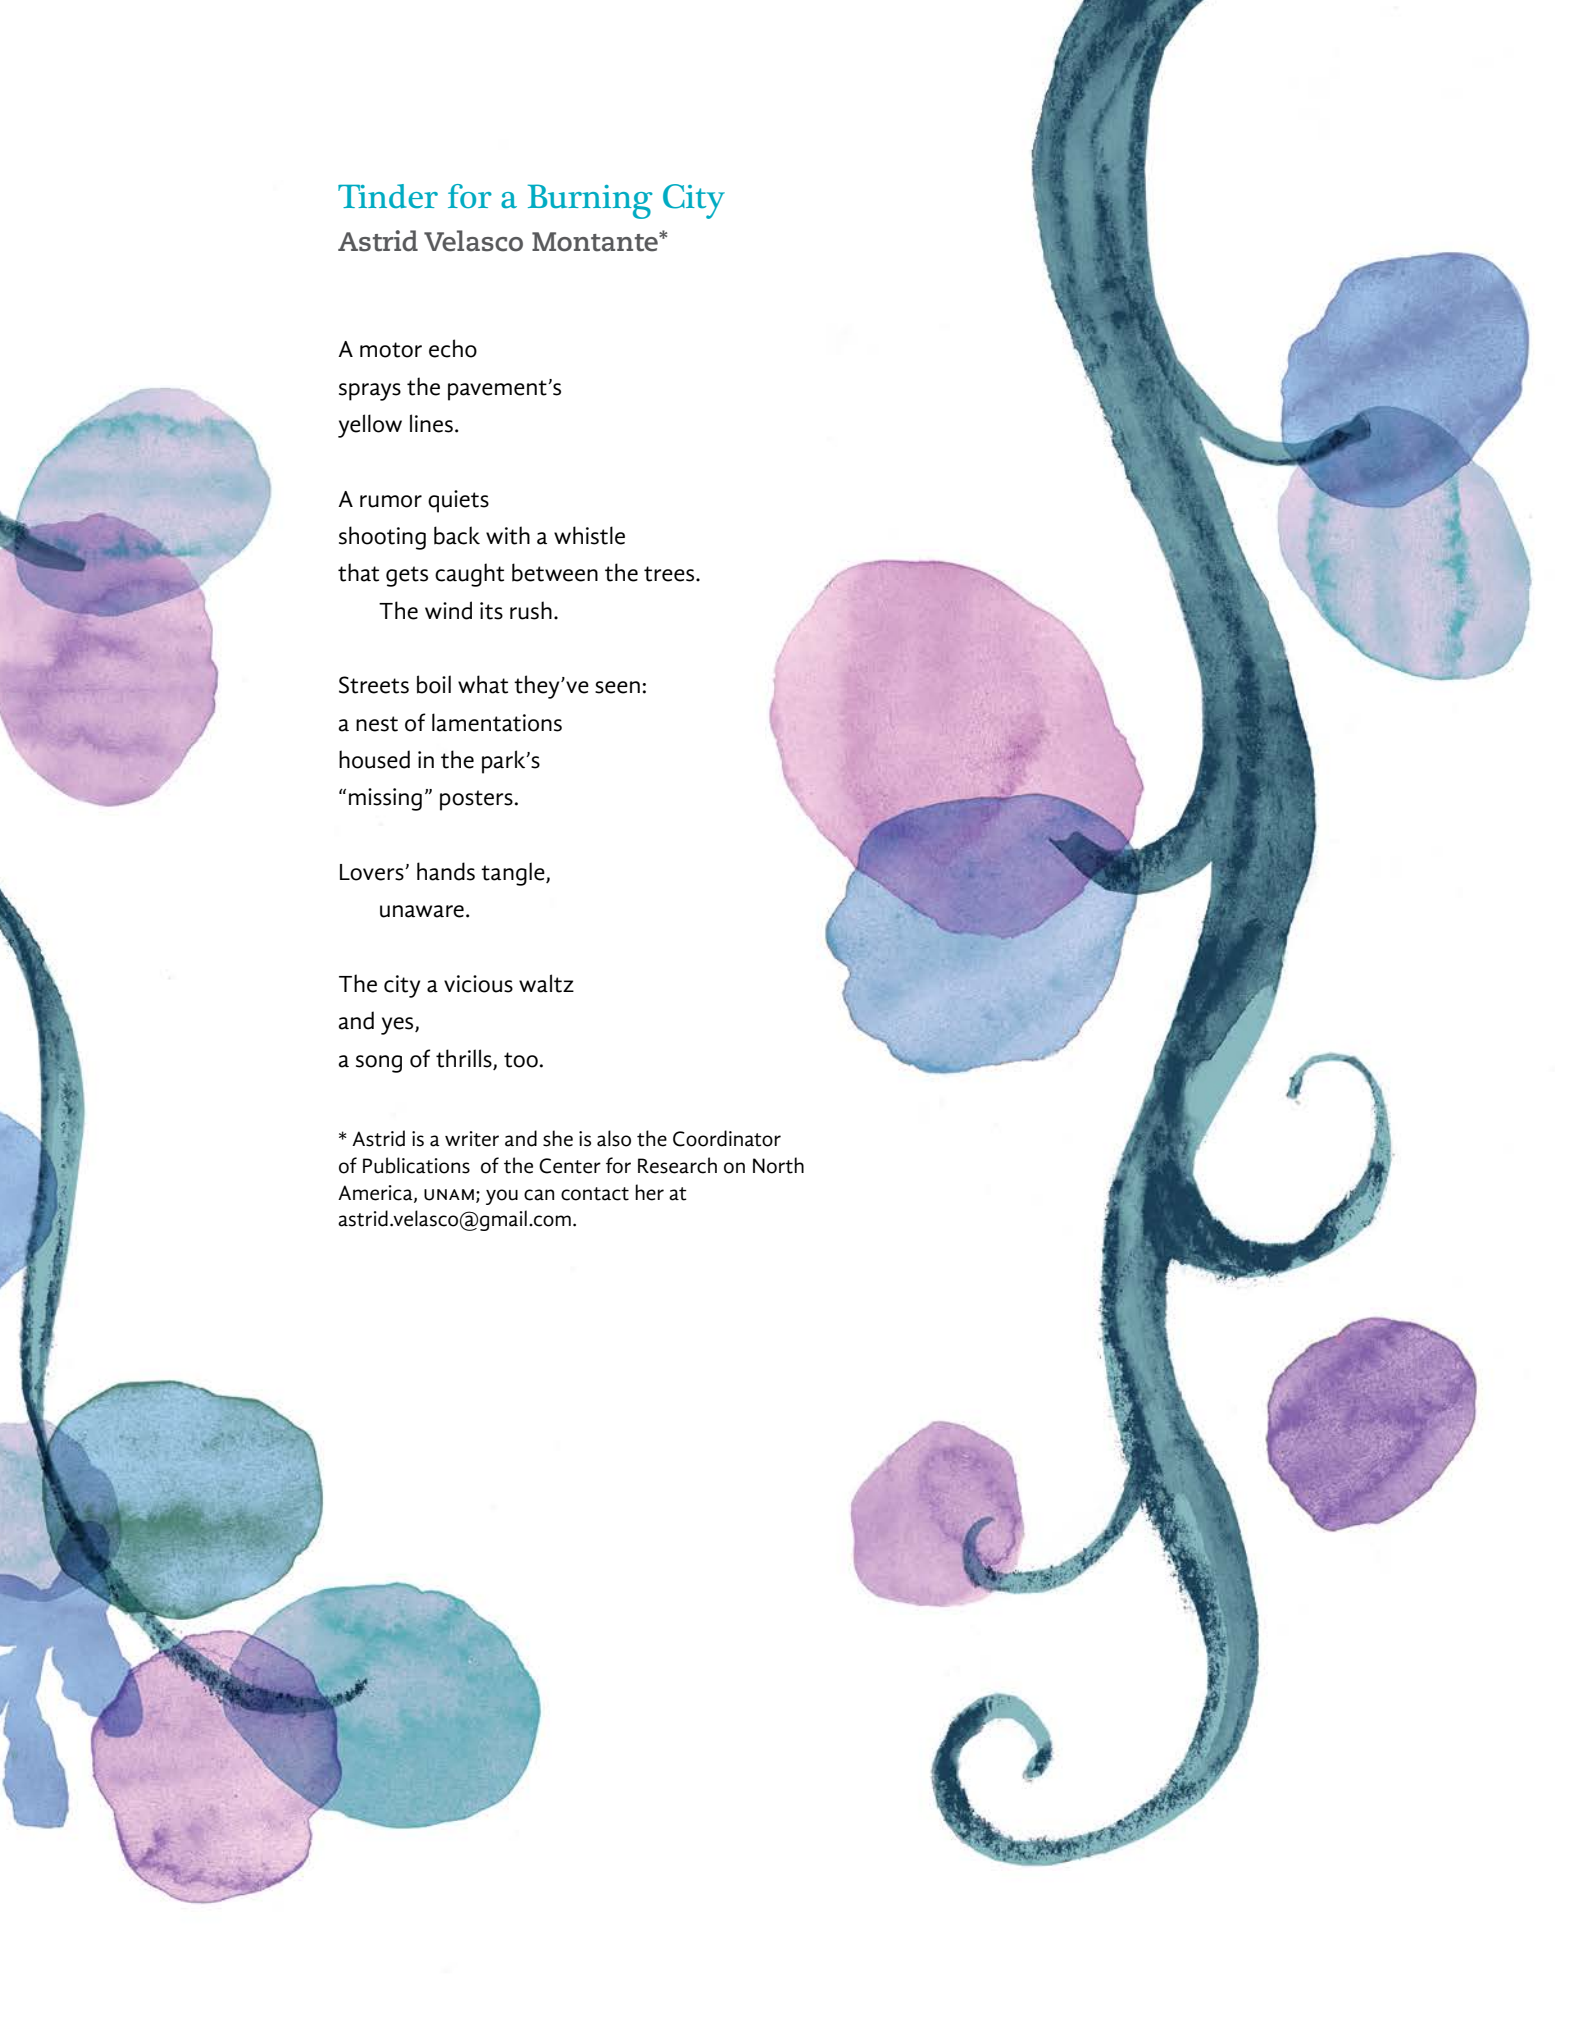 Tinder for a Burning City
Astrid Velasco Montante*
A motor echo
sprays the pavement’s
yellow lines.
A rumor quiets
shooting back with a whistle
that gets caught between the trees.
The wind its rush.
Streets boil what they’ve seen:
a nest of lamentations
housed in the park’s
“missing” posters.
Lovers’ hands tangle,
unaware.
The city a vicious waltz
and yes,
a song of thrills, too.
* Astrid is a writer and she is also the Coordinator
of Publications of the Center for Research on North
America, UNAM; you can contact her at
astrid.velasco@gmail.com.